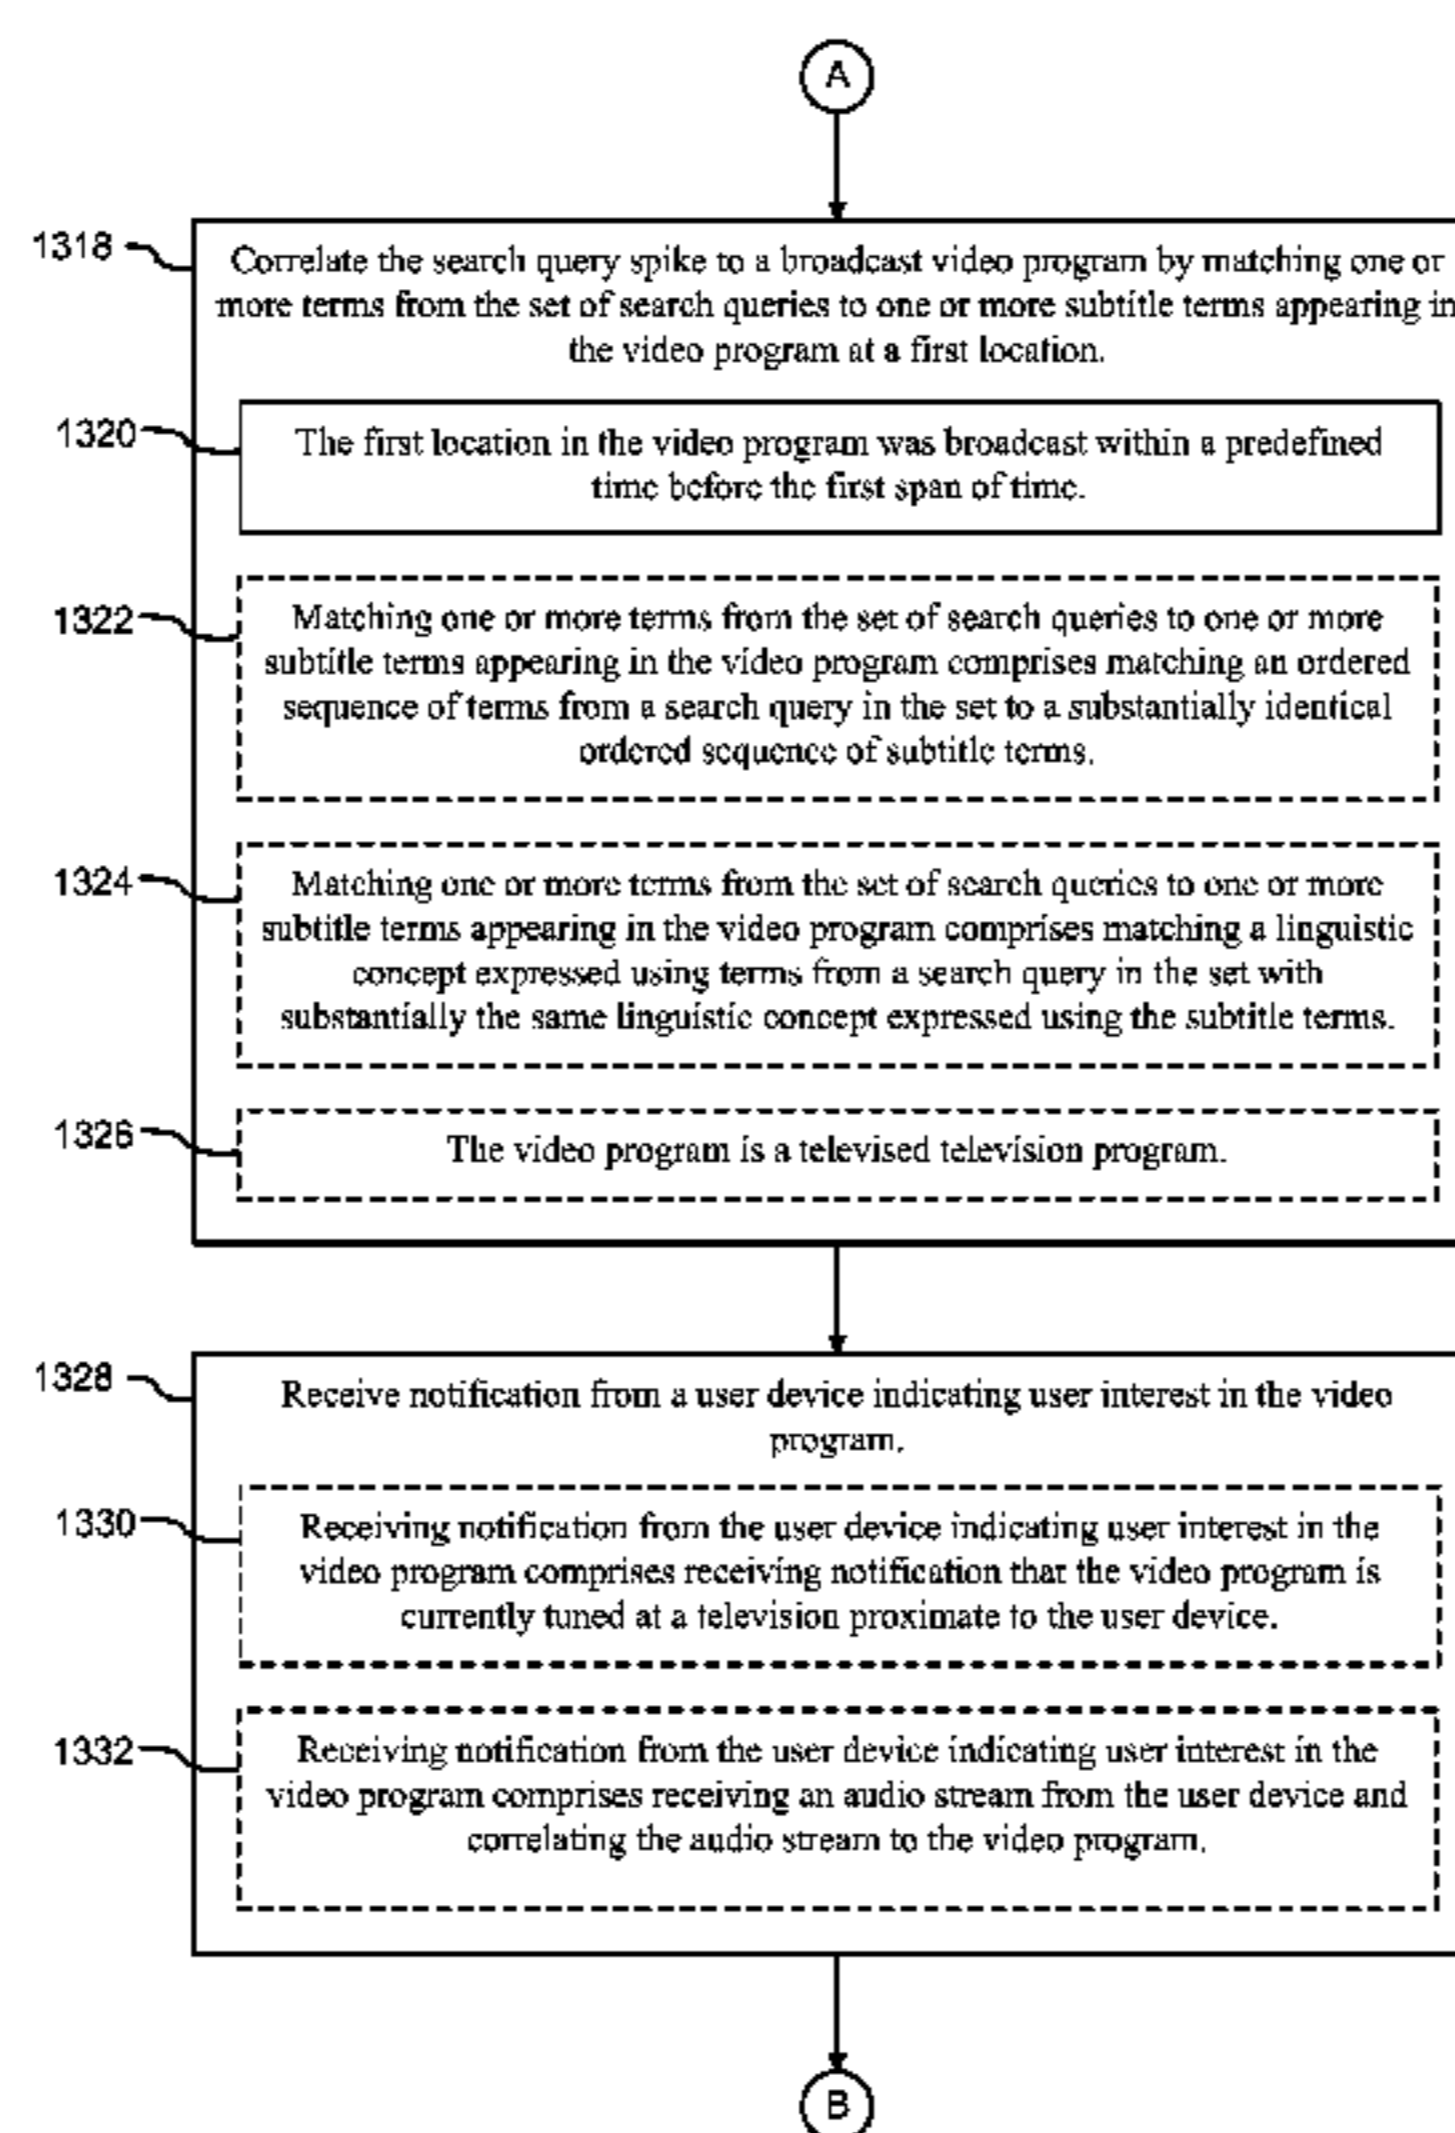 A
1318
Correlate the search query spike to a broadcast video program by matching one or
more terms from the set of search queries to one or more subtitle terms appearing in
the video program at a first location.
1320
The first location in the video program was broadcast within a predefined
time before the first span of time.
1322
Matching one or more terms from the set of search queries to one or more
subtitle terms appearing in the video program comprises matching an ordered
sequence of terms from a search query in the set to a substantially identical
ordered sequence of subtitle terms.
1324
Matching one or more terms from the set of search queries to one or more
subtitle terms appearing in the video program comprises matching a linguistic
concept expressed using terms from a search query in the set with
substantially the same linguistic concept expressed using the subtitle terms.
1326
The video program is a televised television program.
1328
Receive notification from a user device indicating user interest in the video
program.
1330
Receiving notification from the user device indicating user interest in the
video program comprises receiving notification that the video program is
currently tuned at a television proximate to the user device.
1332
Receiving notification from the user device indicating user interest in the
video program comprises receiving an audio stream from the user device and
correlating the audio stream to the video program.
B